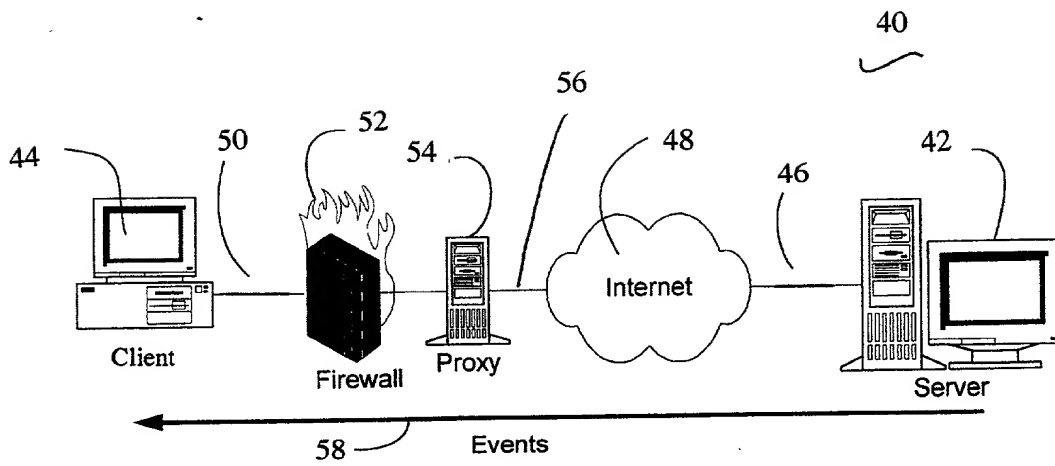 40
56
50
52
54
48
46
42
44
Internet
Client
Firewall
Proxy
Server
58
Events